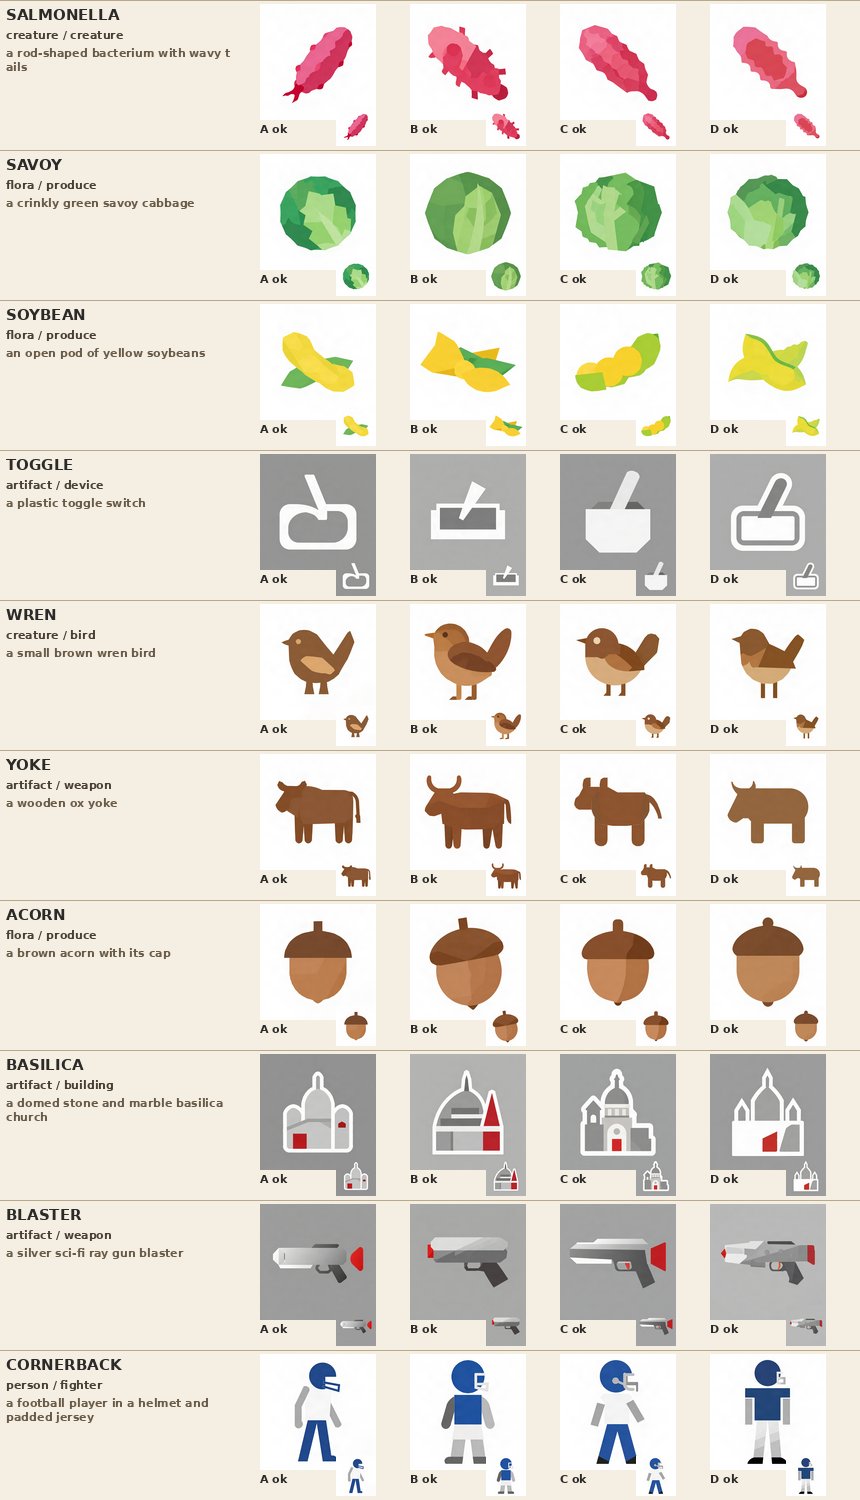 SALMONELLA
creature / creature
a rod-shaped bacterium with wavy t
ails
A ok
B ok
C ok
D ok
SAVOY
flora / produce
a crinkly green savoy cabbage
A ok
B ok
C ok
D ok
SOYBEAN
flora / produce
an open pod of yellow soybeans
A ok
B ok
C ok
D ok
TOGGLE
artifact / device
a plastic toggle switch
A ok
B ok
C ok
D ok
WREN
creature / bird
a small brown wren bird
A ok
B ok
C ok
D ok
YOKE
artifact / weapon
a wooden ox yoke
A ok
B ok
C ok
D ok
ACORN
flora / produce
a brown acorn with its cap
A ok
B ok
C ok
D ok
BASILICA
artifact / building
a domed stone and marble basilica
church
A ok
B ok
C ok
D ok
BLASTER
artifact / weapon
a silver sci-fi ray gun blaster
A ok
B ok
C ok
D ok
CORNERBACK
person / fighter
a football player in a helmet and
padded jersey
A ok
B ok
C ok
D ok